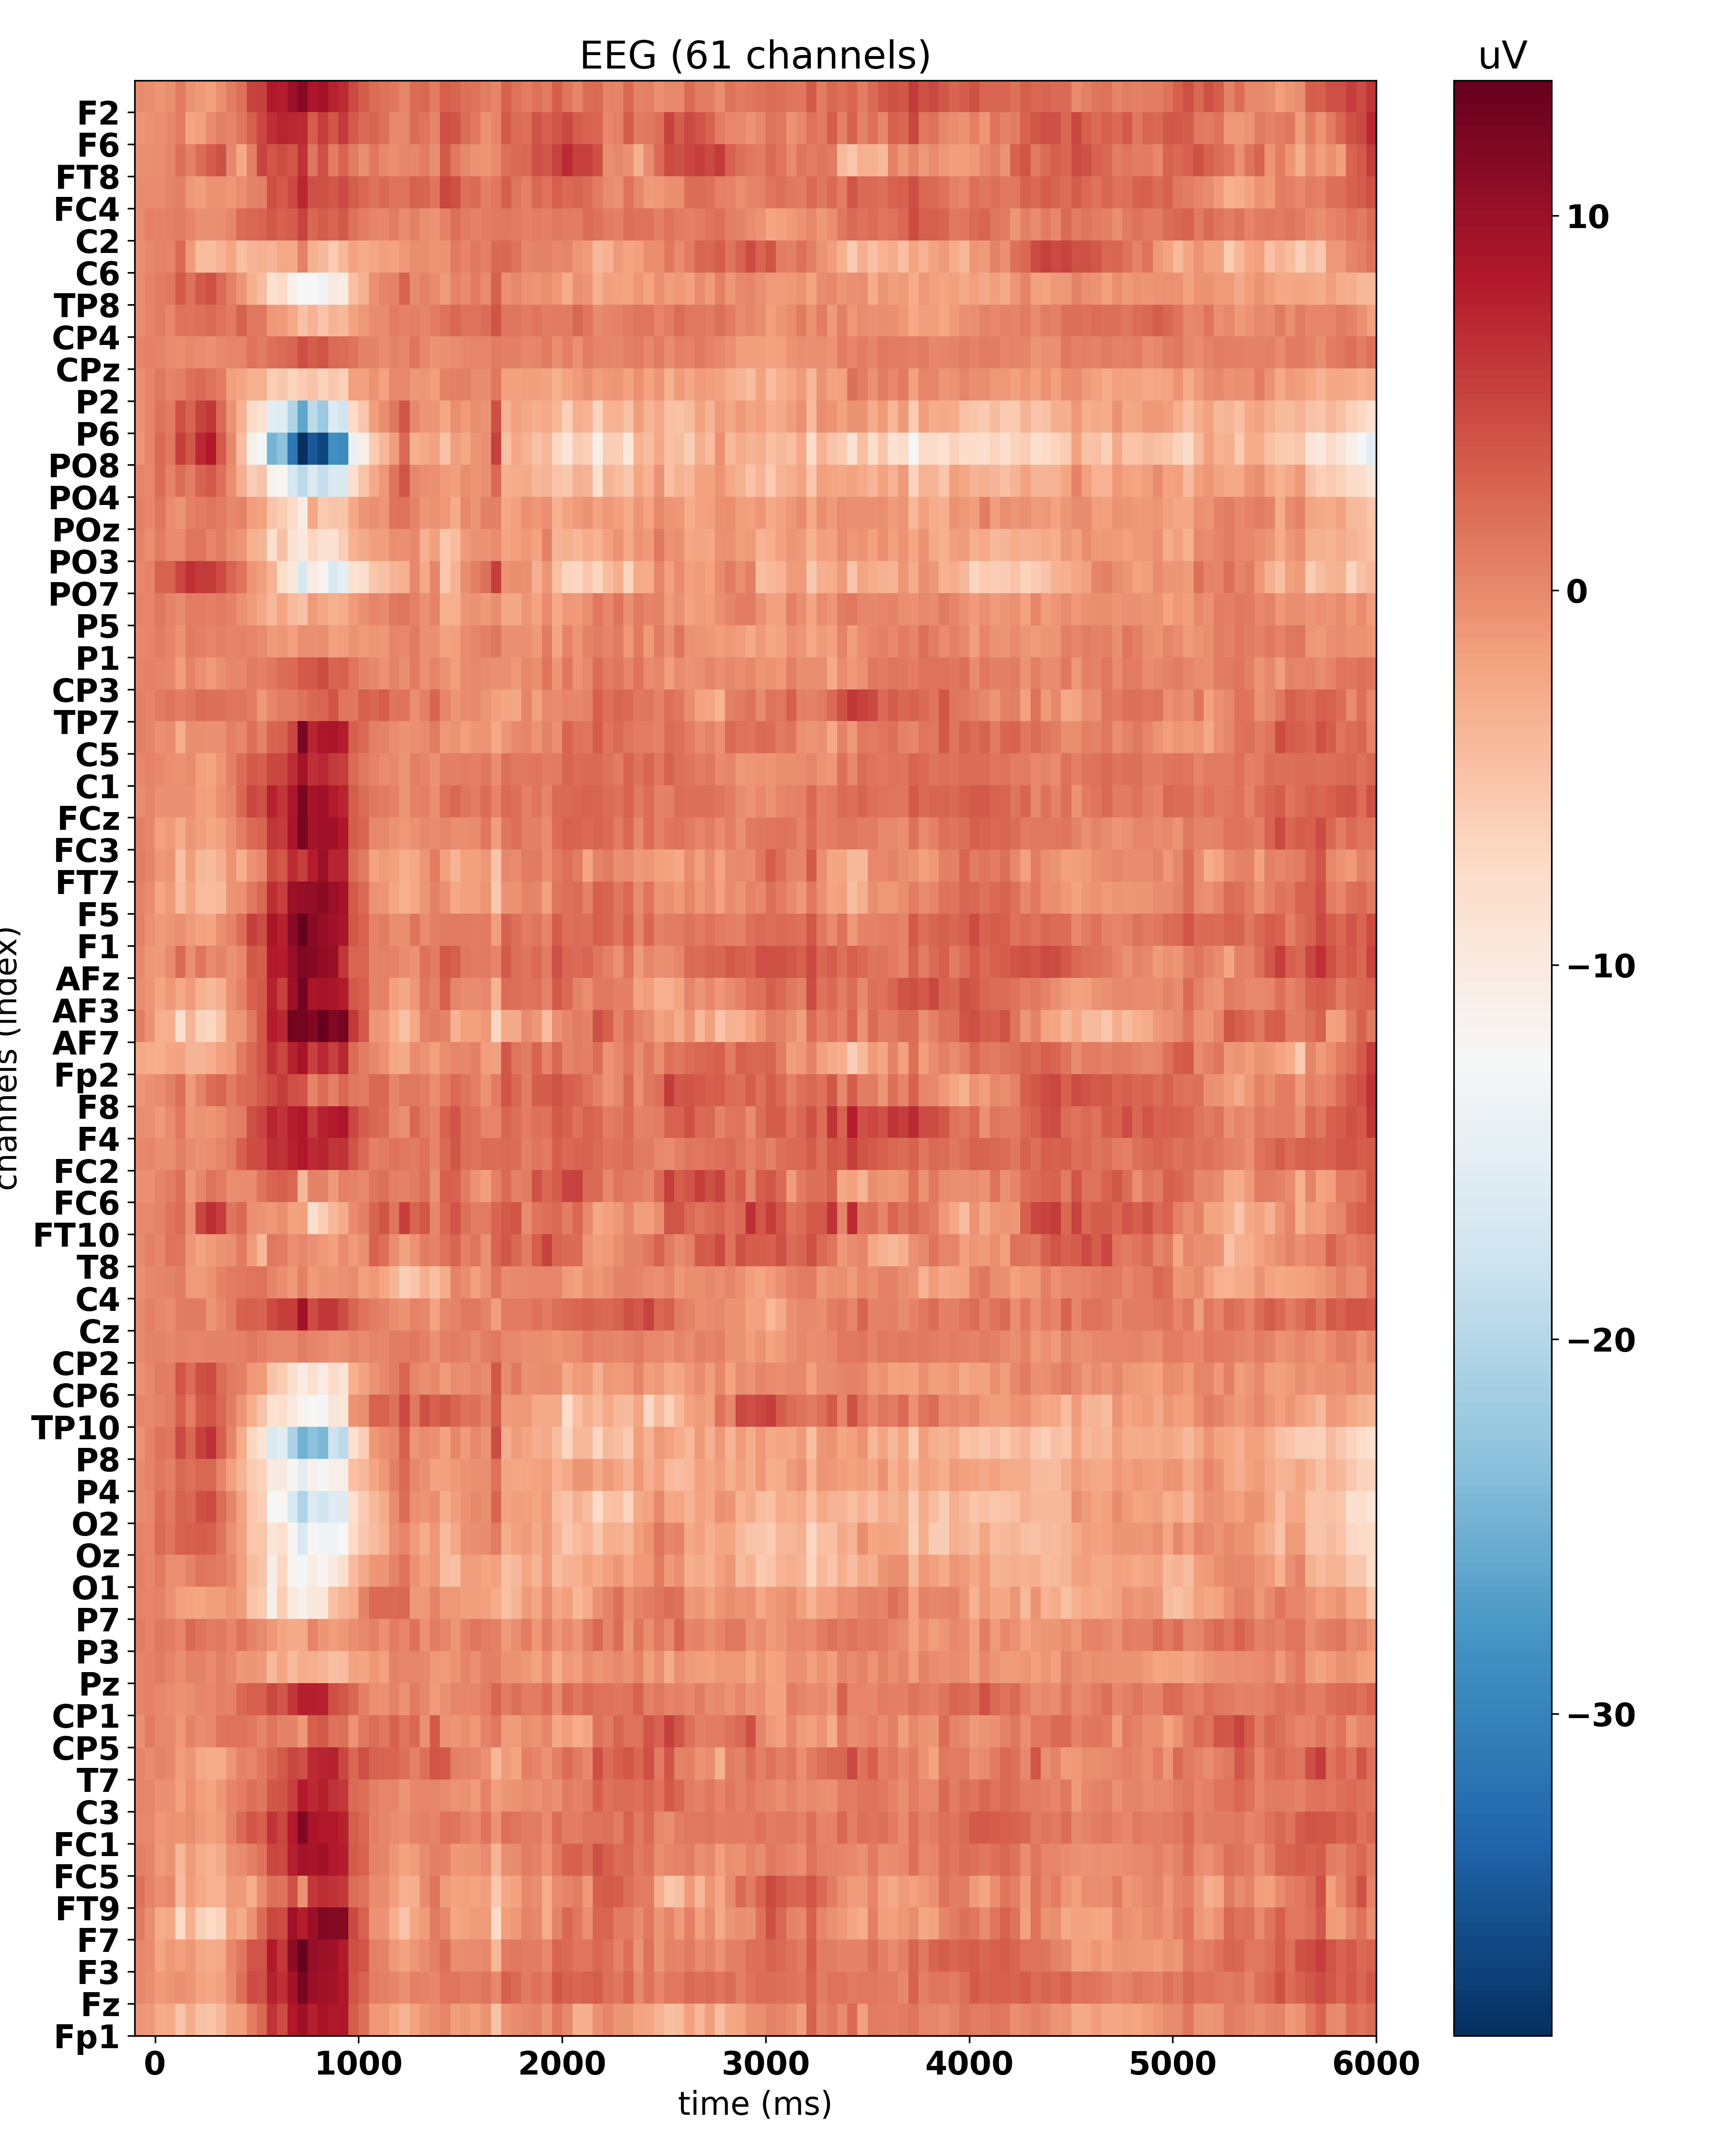 EEG (61 channels)
uV
F2
F6
FT8
FC4
C2
C6
TP8
CP4
CPz
P2
P6
PO8
PO4
POz
PO3
PO7
P5
P1
CP3
TP7
C5
C1
FCz
FC3
FT7
F5
F1
AFz
AF3
AF7
Fp2
F8
F4
FC2
FC6
FT10
T8
C4
Cz
CP2
CP6
TP10
P8
P4
O2
Oz
O1
P7
P3
Pz
CP1
CP5
T7
C3
FC1
FC5
FT9
F7
F3
Fz
Fp1
channels (index)
0 1000 2000 3000 4000 5000 6000
time (ms)
10
0
−10
−20
−30